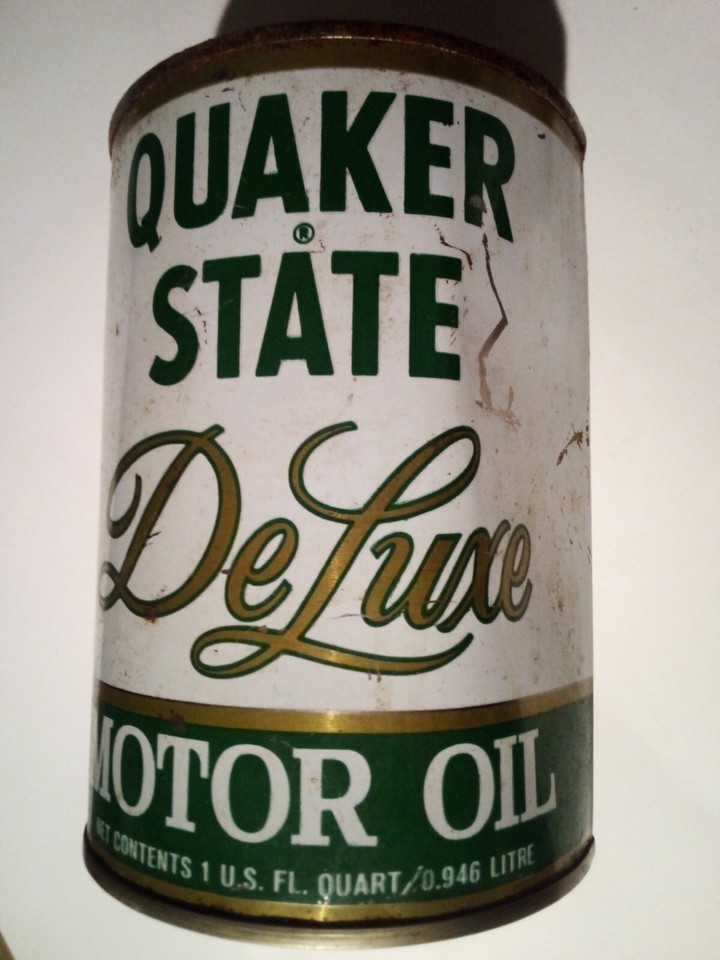 QUAKER
STATE®
DeLuxe
MOTOR OIL
NET CONTENTS 1 U.S. FL. QUART/0.946 LITRE